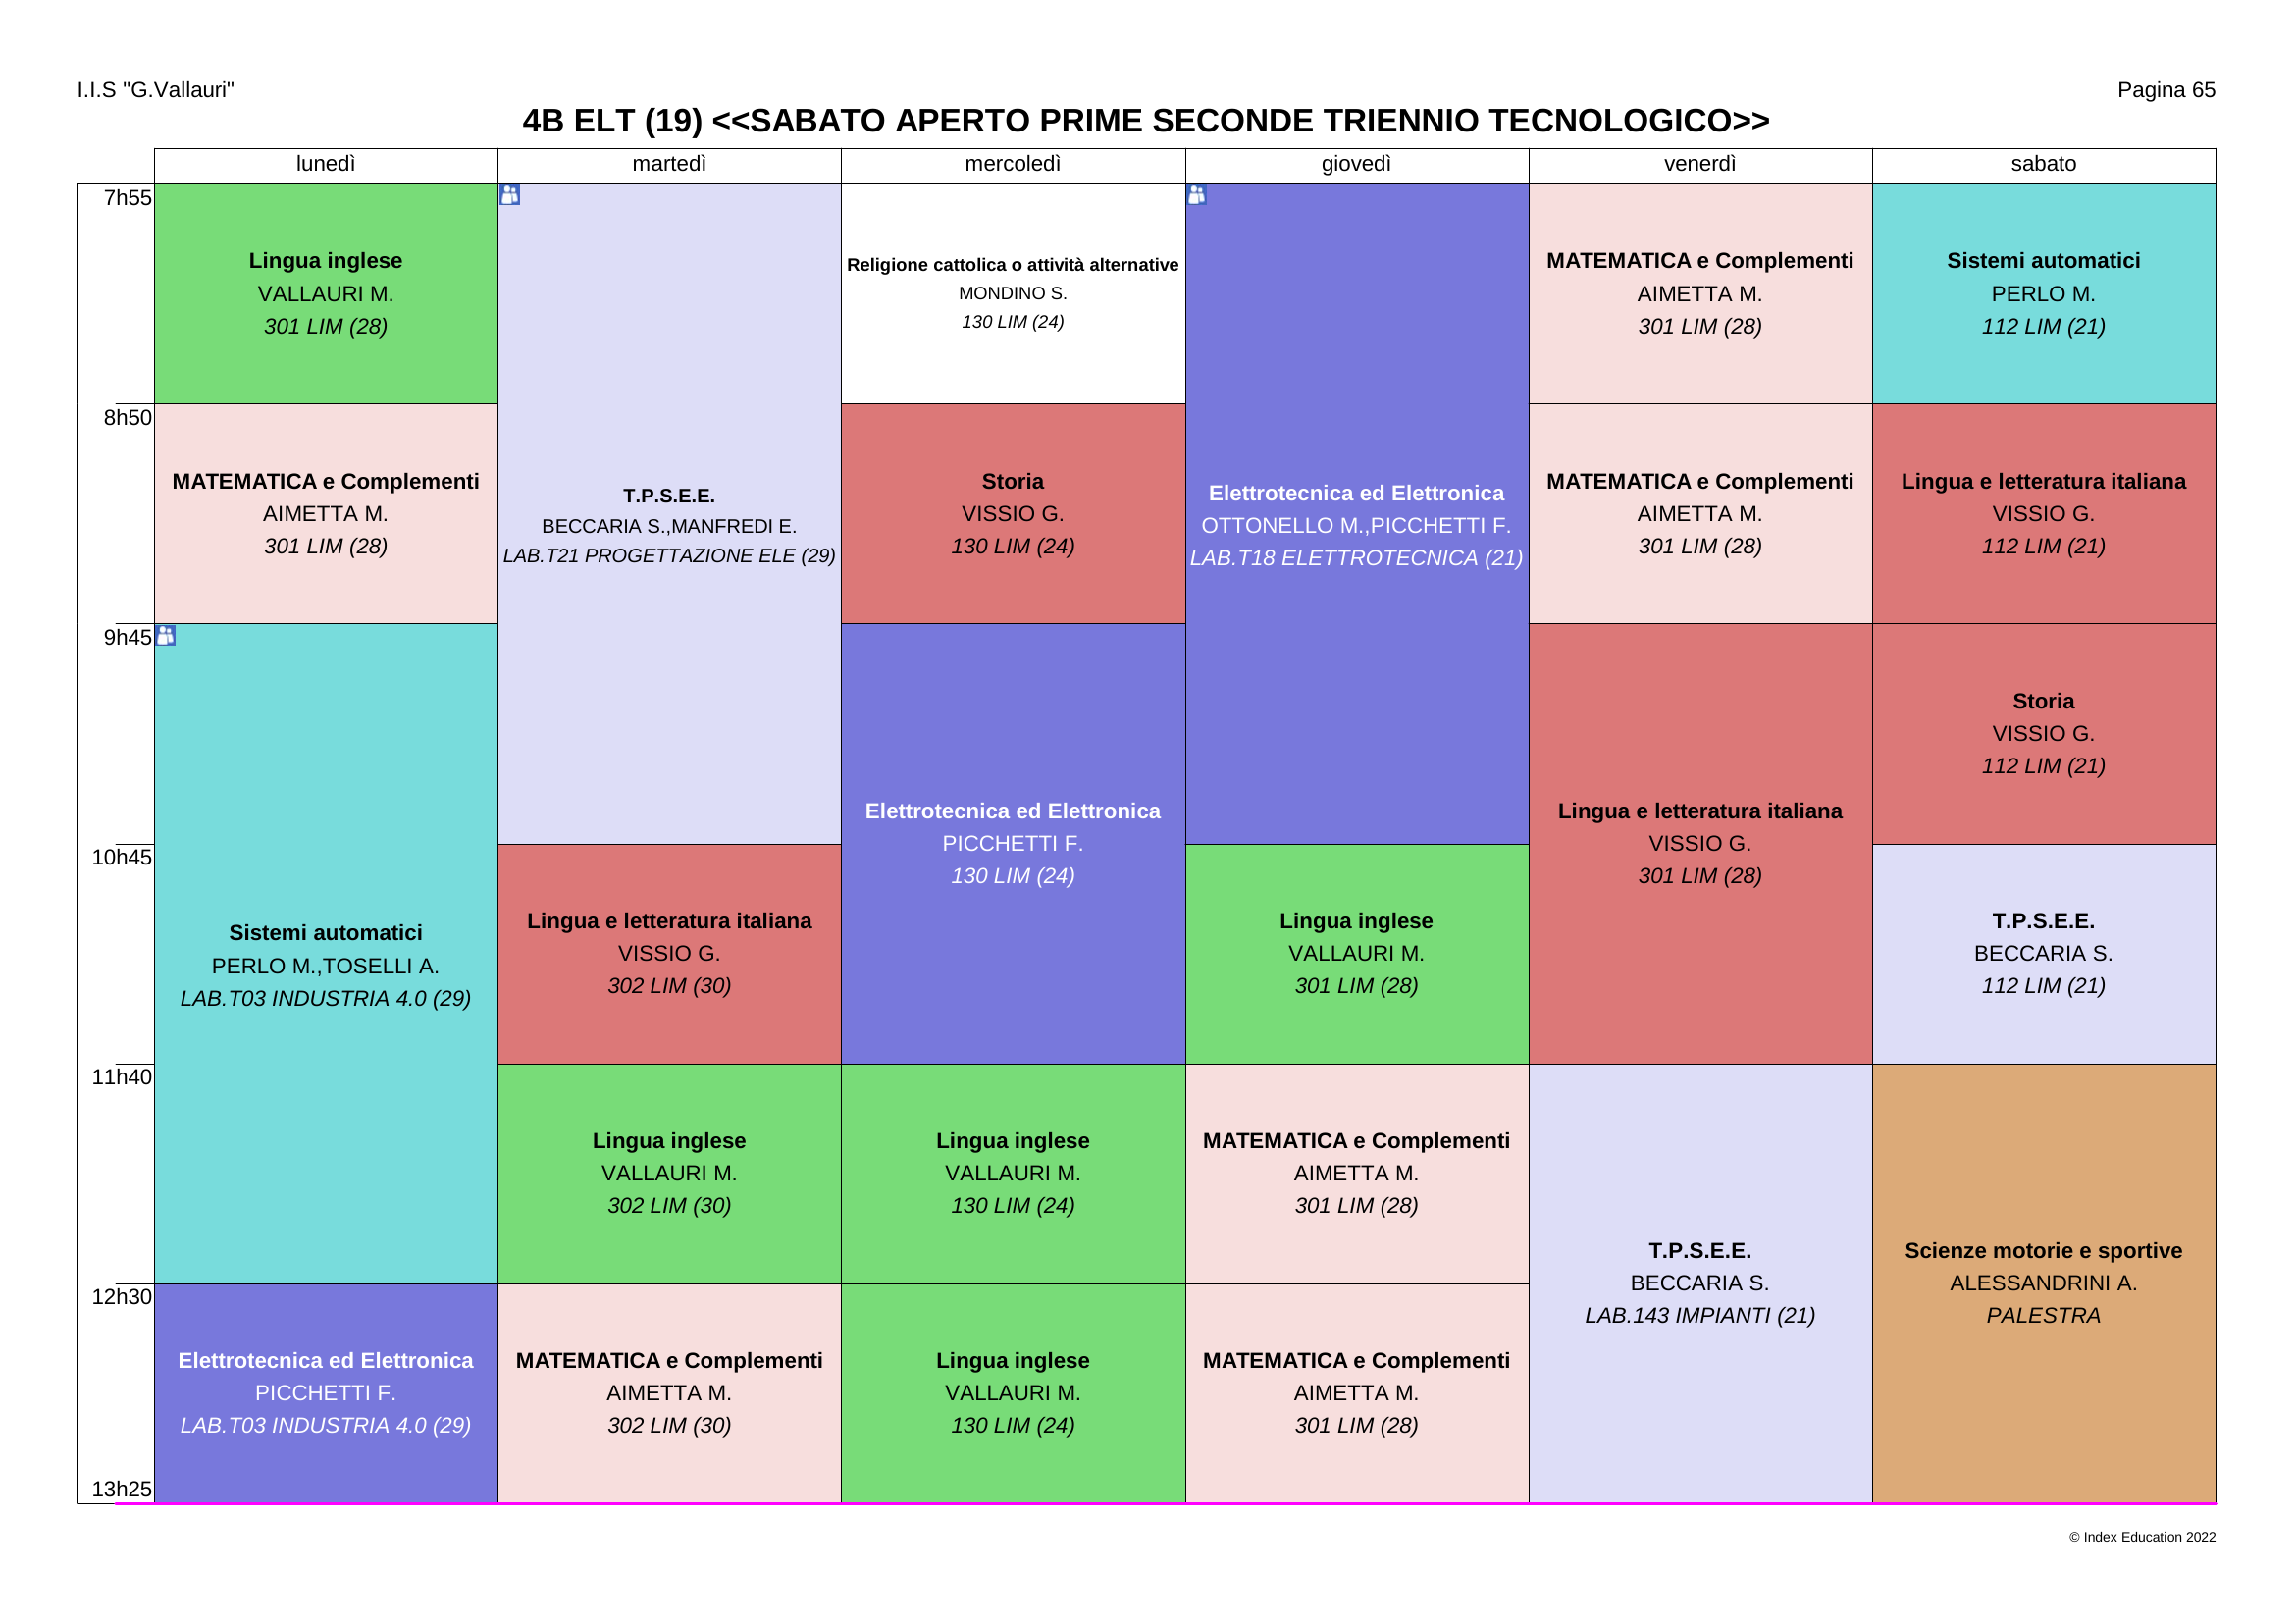 I.I.S "G.Vallauri"
Pagina 65
4B ELT (19) <<SABATO APERTO PRIME SECONDE TRIENNIO TECNOLOGICO>>
lunedì
martedì
mercoledì
giovedì
venerdì
sabato
7h55
Lingua inglese
VALLAURI M.
301 LIM (28)
T.P.S.E.E.
BECCARIA S.,MANFREDI E.
LAB.T21 PROGETTAZIONE ELE (29)
Religione cattolica o attività alternative
MONDINO S.
130 LIM (24)
Elettrotecnica ed Elettronica
OTTONELLO M.,PICCHETTI F.
LAB.T18 ELETTROTECNICA (21)
MATEMATICA e Complementi
AIMETTA M.
301 LIM (28)
Sistemi automatici
PERLO M.
112 LIM (21)
8h50
MATEMATICA e Complementi
AIMETTA M.
301 LIM (28)
Storia
VISSIO G.
130 LIM (24)
MATEMATICA e Complementi
AIMETTA M.
301 LIM (28)
Lingua e letteratura italiana
VISSIO G.
112 LIM (21)
9h45
Sistemi automatici
PERLO M.,TOSELLI A.
LAB.T03 INDUSTRIA 4.0 (29)
Elettrotecnica ed Elettronica
PICCHETTI F.
130 LIM (24)
Lingua e letteratura italiana
VISSIO G.
301 LIM (28)
Storia
VISSIO G.
112 LIM (21)
10h45
Lingua e letteratura italiana
VISSIO G.
302 LIM (30)
Lingua inglese
VALLAURI M.
301 LIM (28)
T.P.S.E.E.
BECCARIA S.
112 LIM (21)
11h40
Lingua inglese
VALLAURI M.
302 LIM (30)
Lingua inglese
VALLAURI M.
130 LIM (24)
MATEMATICA e Complementi
AIMETTA M.
301 LIM (28)
T.P.S.E.E.
BECCARIA S.
LAB.143 IMPIANTI (21)
Scienze motorie e sportive
ALESSANDRINI A.
PALESTRA
12h30
Elettrotecnica ed Elettronica
PICCHETTI F.
LAB.T03 INDUSTRIA 4.0 (29)
MATEMATICA e Complementi
AIMETTA M.
302 LIM (30)
Lingua inglese
VALLAURI M.
130 LIM (24)
MATEMATICA e Complementi
AIMETTA M.
301 LIM (28)
13h25
© Index Education 2022